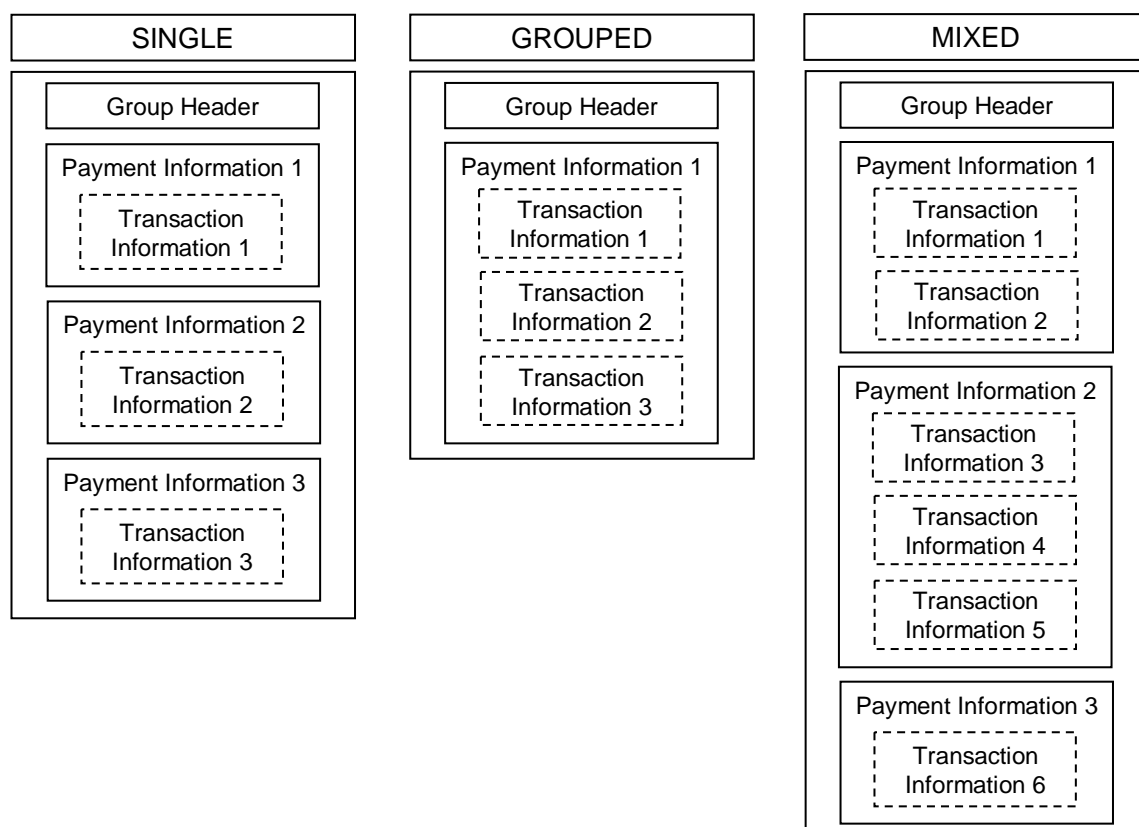 SINGLE
Group Header
Payment Information 1
Transaction
Information 1
Payment Information 2
Transaction
Information 2
Payment Information 3
Transaction
Information 3
GROUPED
Group Header
Payment Information 1
Transaction
Information 1
Transaction
Information 2
Transaction
Information 3
MIXED
Group Header
Payment Information 1
Transaction
Information 1
Transaction
Information 2
Payment Information 2
Transaction
Information 3
Transaction
Information 4
Transaction
Information 5
Payment Information 3
Transaction
Information 6